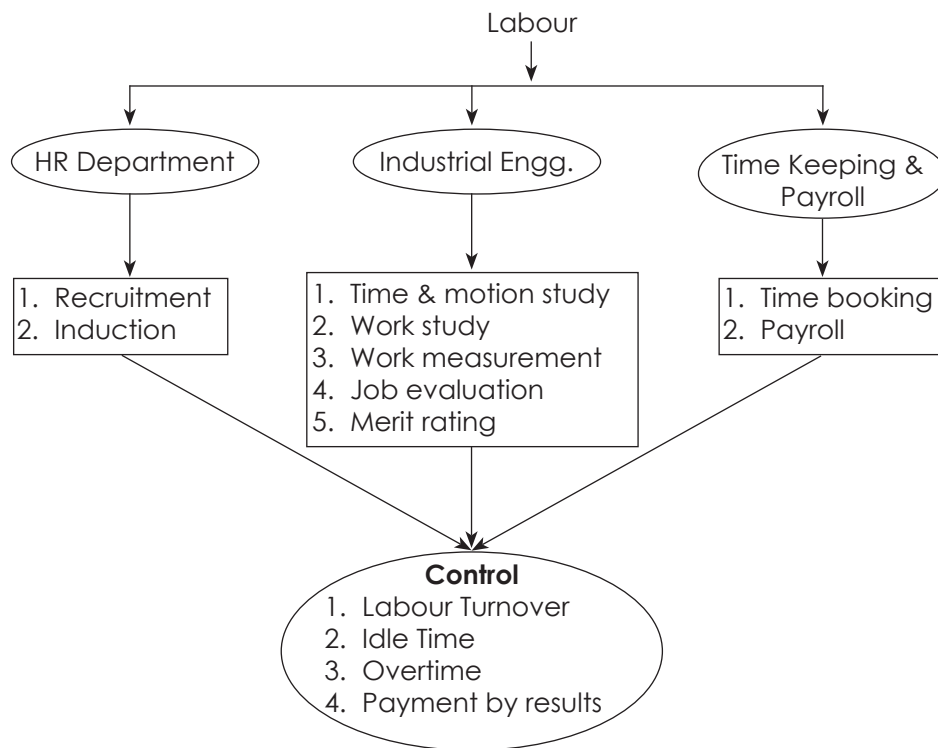 Labour
HR Department
Industrial Engg.
Time Keeping &
Payroll
1. Recruitment
2. Induction
1. Time & motion study
2. Work study
3. Work measurement
4. Job evaluation
5. Merit rating
1. Time booking
2. Payroll
Control
1. Labour Turnover
2. Idle Time
3. Overtime
4. Payment by results